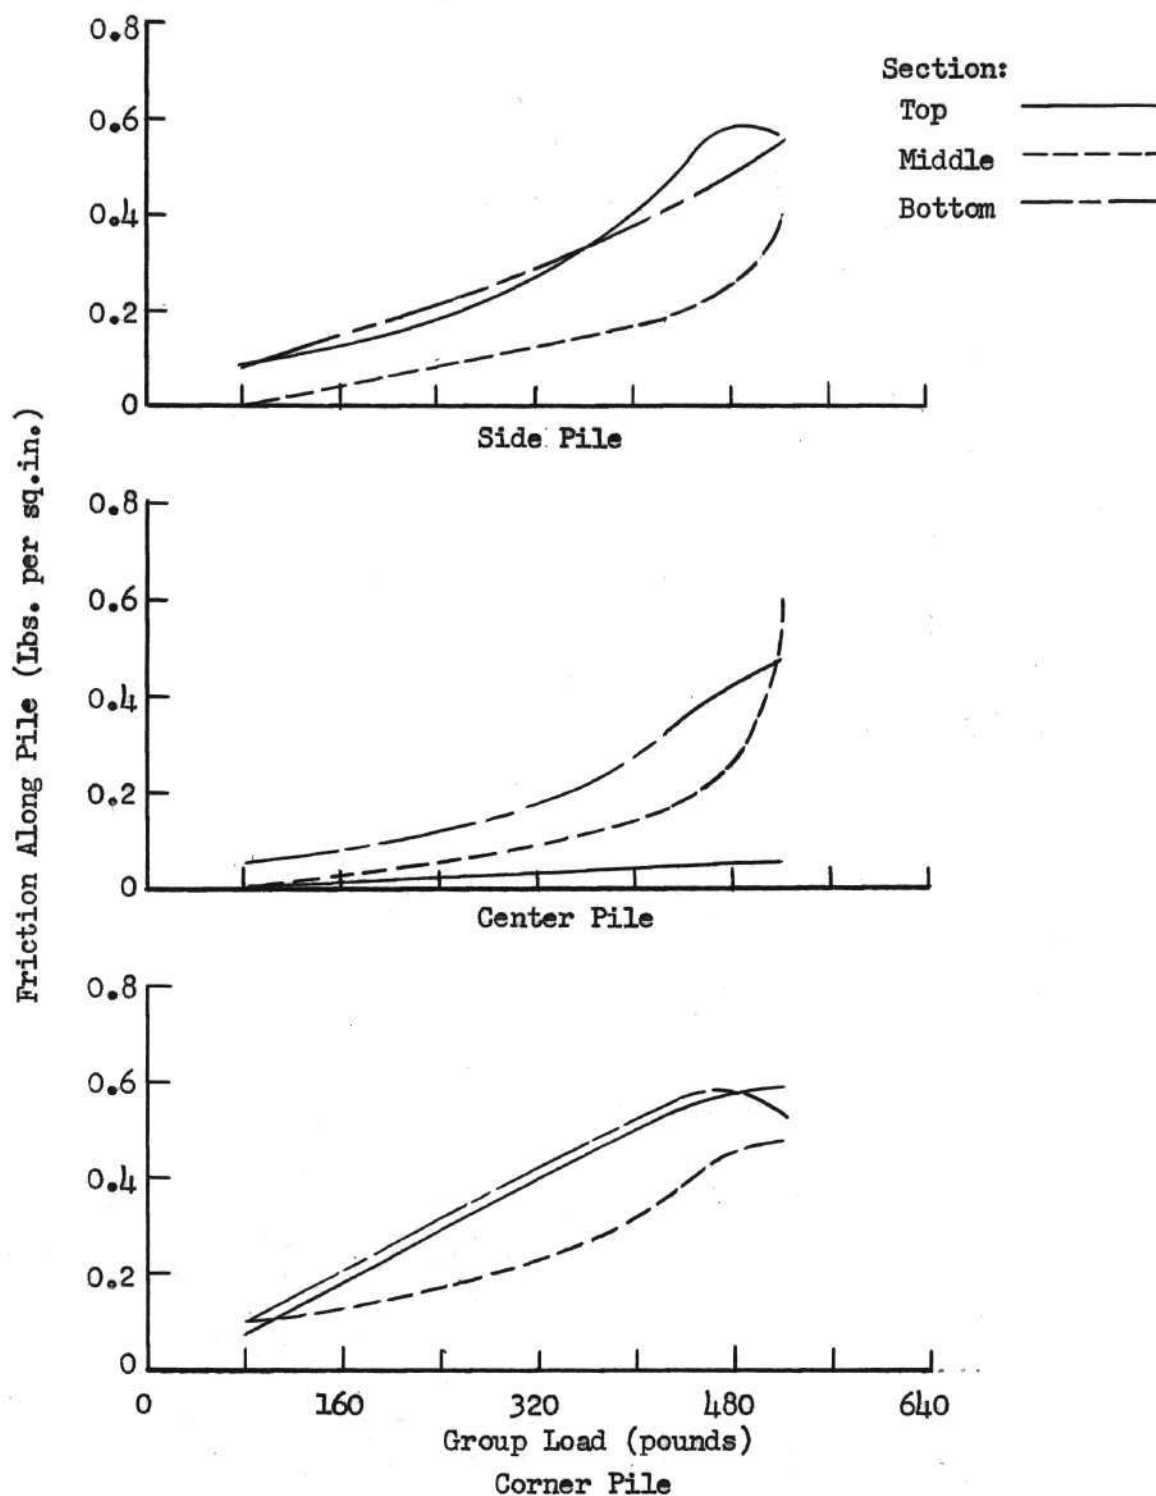 0.8
0.6
0.4
0.2
0
Section:
Top
Middle
Bottom
Side Pile
Friction Along Pile (Lbs. per sq.in.)
0.8
0.6
0.4
0.2
0
Center Pile
0.8
0.6
0.4
0.2
0
0 160 320 480 640
Group Load (pounds)
Corner Pile